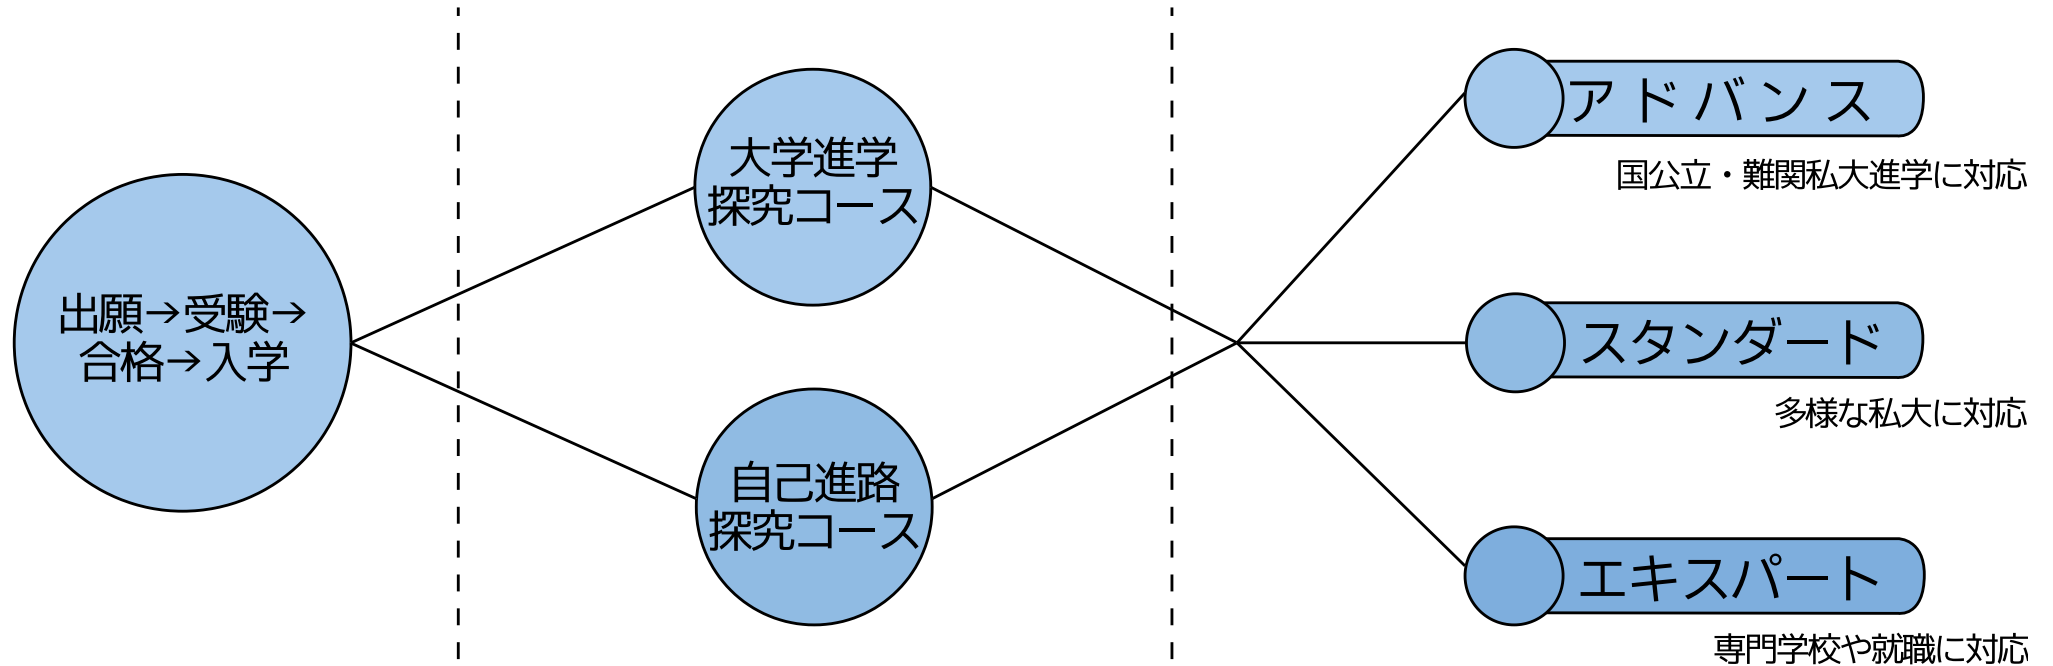 出願→受験→
合格→入学
大学進学
探究コース
自己進路
探究コース
アドバンス
国公立・難関私大進学に対応
スタンダード
多様な私大に対応
エキスパート
専門学校や就職に対応